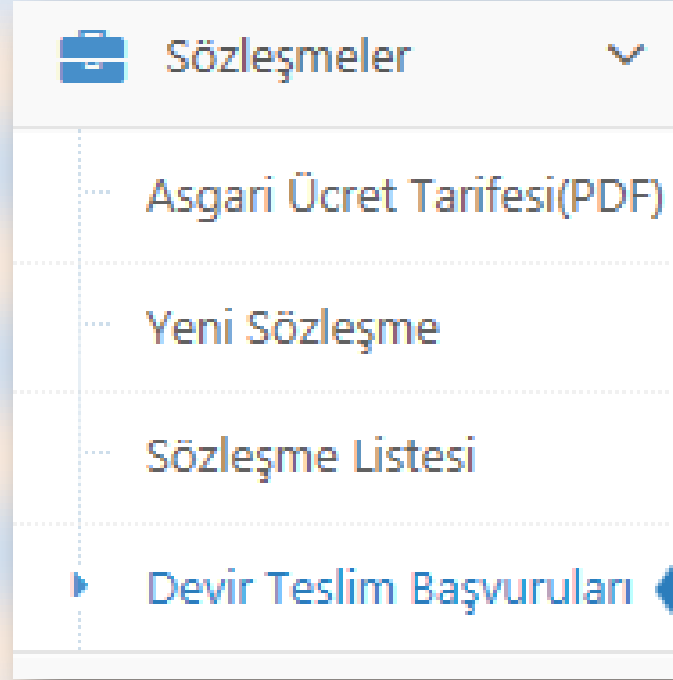 Sözleşmeler
Asgari Ücret Tarifesi(PDF)
Yeni Sözleşme
Sözleşme Listesi
Devir Teslim Başvuruları